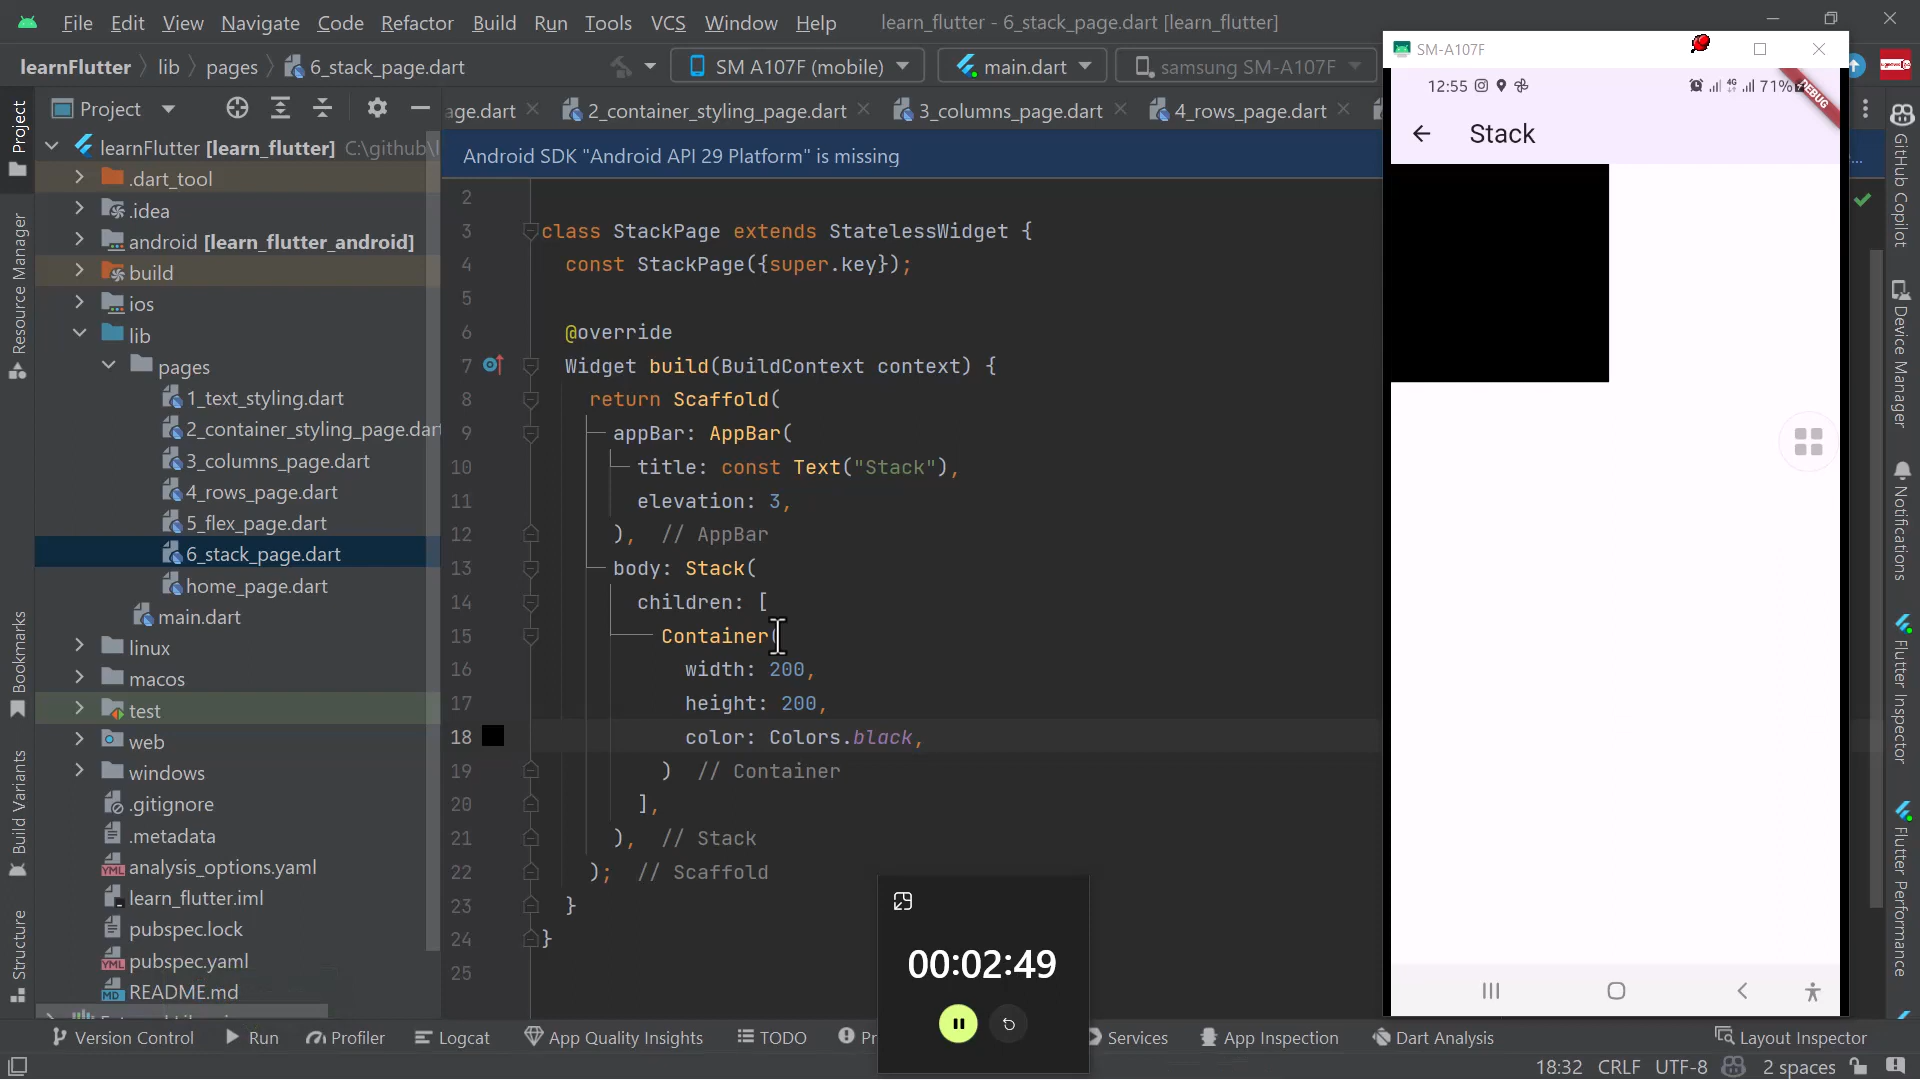 File Edit View Navigate Code Refactor Build Run Tools VCS Window Help learn_flutter - 6_stack_page.dart [learn_flutter]
learnFlutter lib pages 6_stack_page.dart SM A107F (mobile) main.dart samsung SM-A107F
Project
age.dart 2_container_styling_page.dart 3_columns_page.dart 4_rows_page.dart
Android SDK "Android API 29 Platform" is missing
learnFlutter [learn_flutter] C:\github\l
.dart_tool
.idea
android [learn_flutter_android]
build
ios
lib
pages
1_text_styling.dart
2_container_styling_page.dar
3_columns_page.dart
4_rows_page.dart
5_flex_page.dart
6_stack_page.dart
home_page.dart
main.dart
linux
macos
test
web
windows
.gitignore
.metadata
analysis_options.yaml
learn_flutter.iml
pubspec.lock
pubspec.yaml
README.md
2
3 class StackPage extends StatelessWidget {
4 const StackPage({super.key});
5
6 @override
7 Widget build(BuildContext context) {
8 return Scaffold(
9 appBar: AppBar(
10 title: const Text("Stack"),
11 elevation: 3,
12 ), // AppBar
13 body: Stack(
14 children: [
15 Container(
16 width: 200,
17 height: 200,
18 color: Colors.black,
19 ) // Container
20 ],
21 ), // Stack
22 ); // Scaffold
23 }
24 }
25
00:02:49
SM-A107F
12:55 4G 71%
DEBUG
Stack
Project
Resource Manager
Bookmarks
Build Variants
Structure
GitHub Copilot
Device Manager
Notifications
Flutter Inspector
Flutter Performance
Version Control Run Profiler Logcat App Quality Insights TODO Services App Inspection Dart Analysis Layout Inspector
18:32 CRLF UTF-8 2 spaces